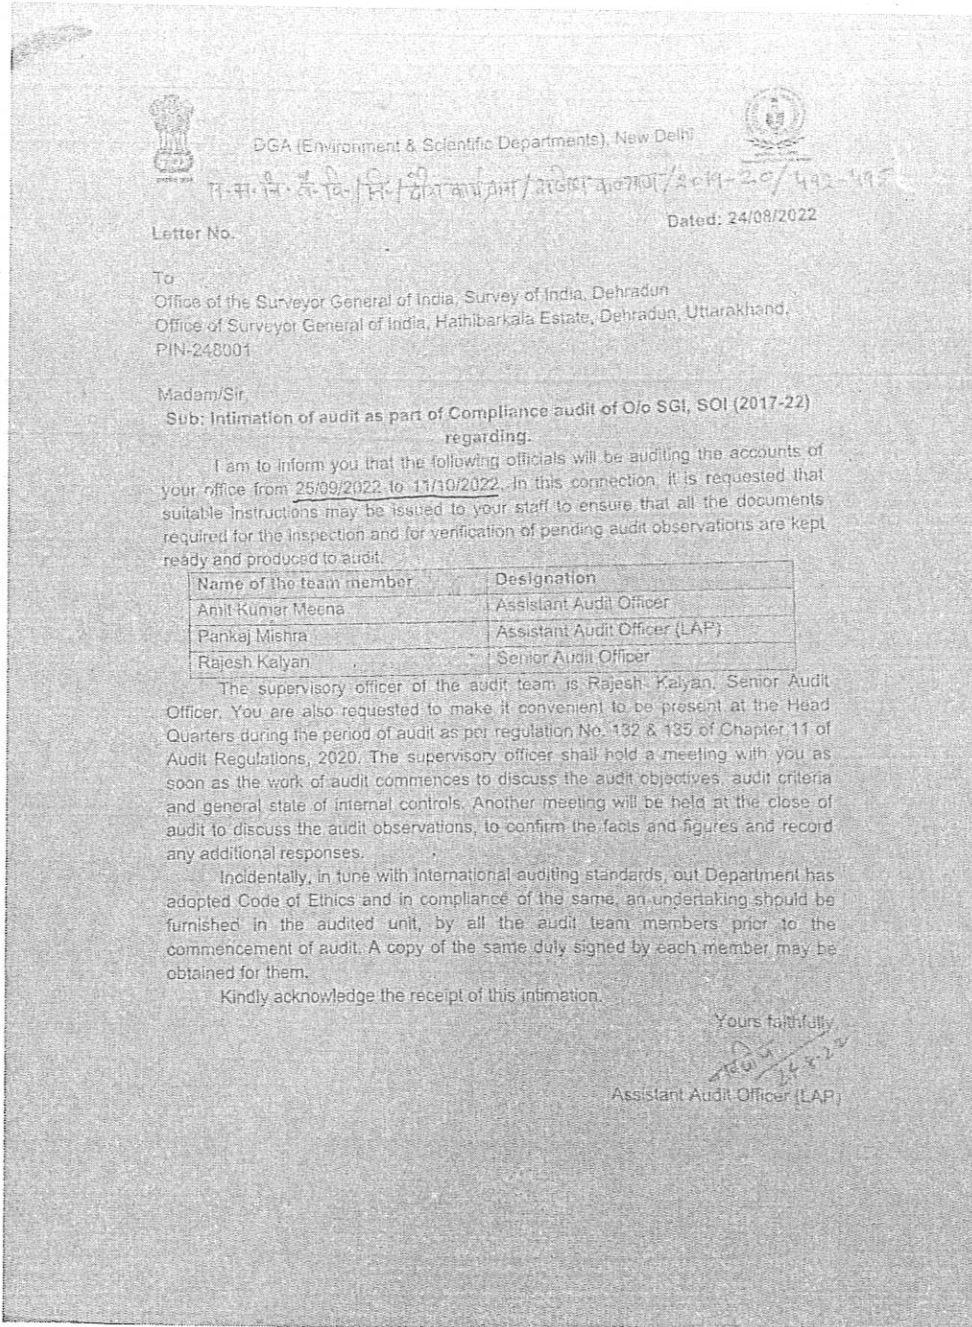 DGA (Environment & Scientific Departments), New Delhi
/2019-20/492-495
Dated: 24/08/2022
Letter No.
To
Office of the Surveyor General of India, Survey of India, Dehradun
Office of Surveyor General of India, Hathibarkala Estate, Dehradun, Uttarakhand,
PIN-248001
Madam/Sir
Sub: Intimation of audit as part of Compliance audit of O/o SGI, SOI (2017-22)
regarding.
I am to inform you that the following officials will be auditing the accounts of
your office from 25/09/2022 to 11/10/2022. In this connection, it is requested that
suitable instructions may be issued to your staff to ensure that all the documents
required for the inspection and for verification of pending audit observations are kept
ready and produced to audit.
Name of the team member Designation
Amit Kumar Meena Assistant Audit Officer
Pankaj Mishra Assistant Audit Officer (LAP)
Rajesh Kalyan Senior Audit Officer
The supervisory officer of the audit team is Rajesh Kalyan, Senior Audit
Officer. You are also requested to make it convenient to be present at the Head
Quarters during the period of audit as per regulation No. 132 & 135 of Chapter 11 of
Audit Regulations, 2020. The supervisory officer shall hold a meeting with you as
soon as the work of audit commences to discuss the audit objectives, audit criteria
and general state of internal controls. Another meeting will be held at the close of
audit to discuss the audit observations, to confirm the facts and figures and record
any additional responses.
Incidentally, in tune with international auditing standards, out Department has
adopted Code of Ethics and in compliance of the same, an undertaking should be
furnished in the audited unit, by all the audit team members prior to the
commencement of audit. A copy of the same duly signed by each member may be
obtained for them.
Kindly acknowledge the receipt of this intimation.
Yours faithfully,
24-8-22
Assistant Audit Officer (LAP)